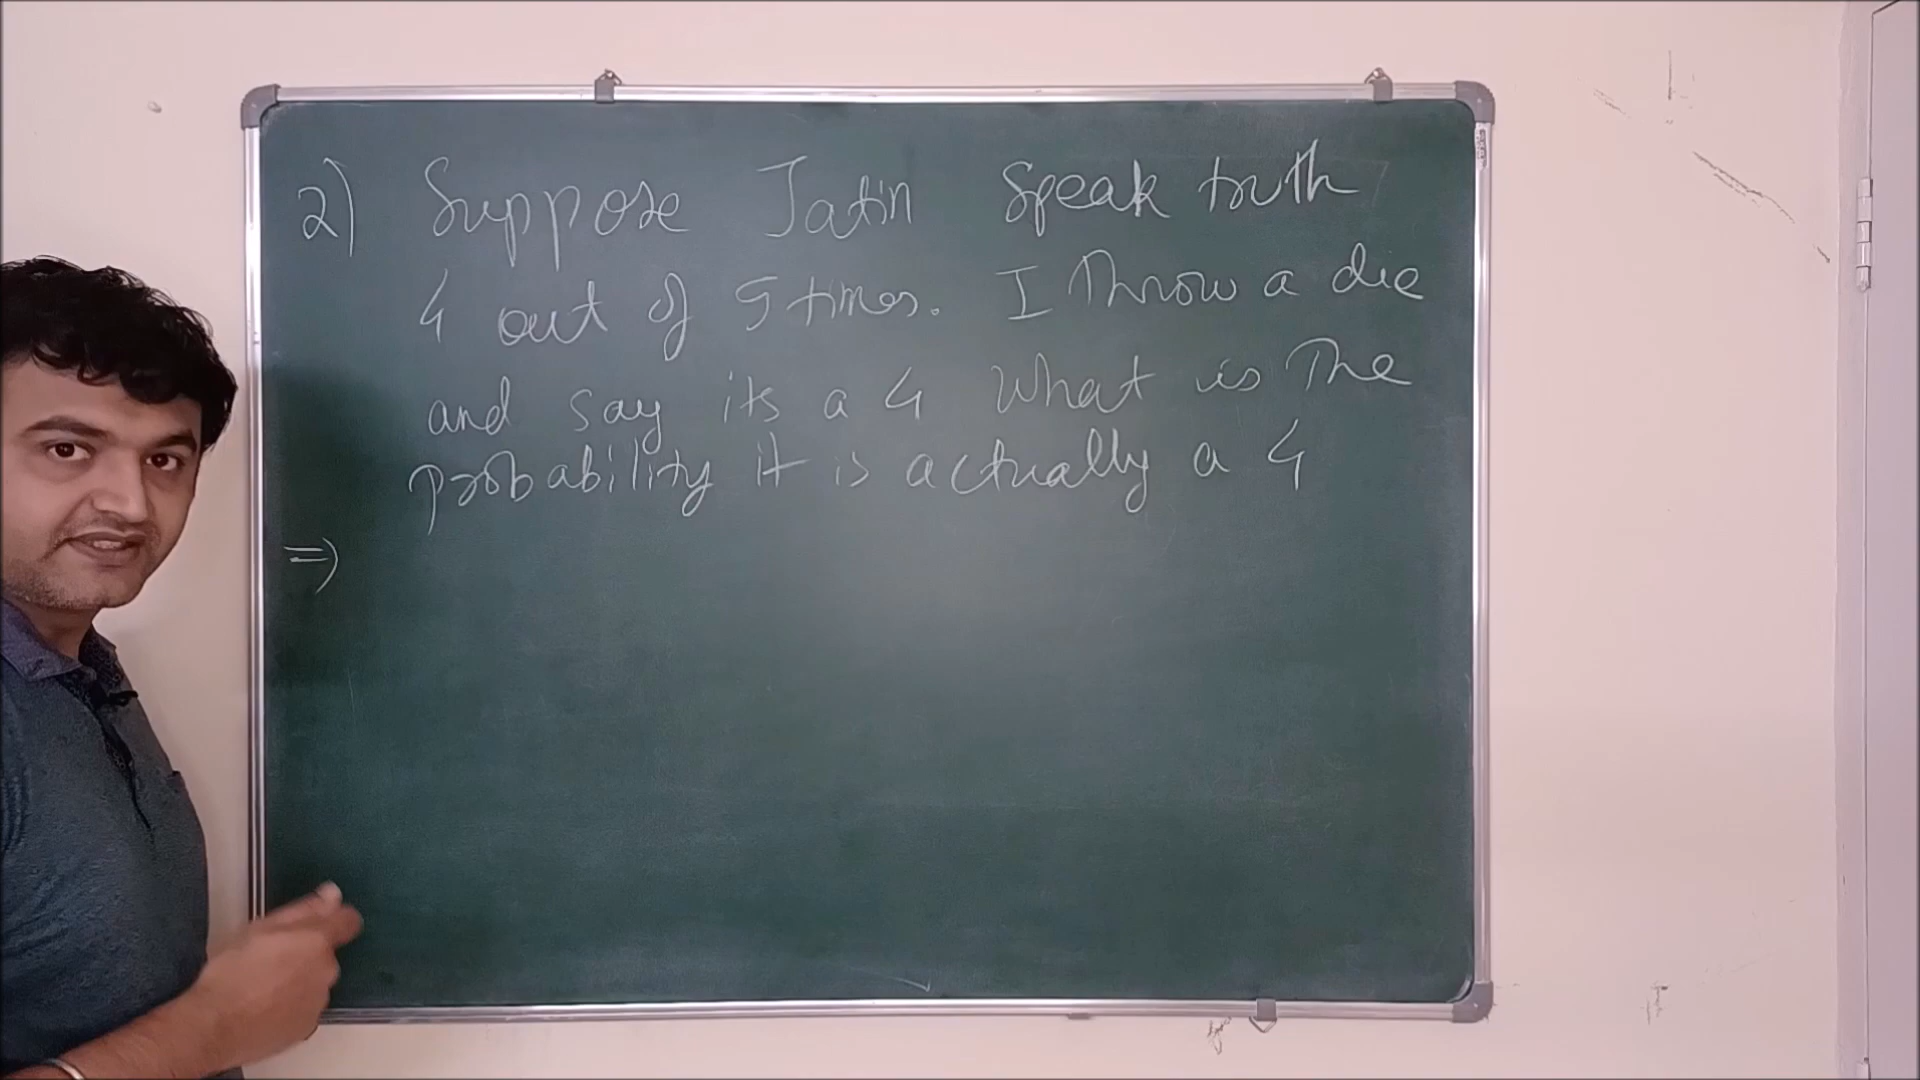 2) Suppose Jatin Speak truth
4 out of 5 times. I Throw a die
and say its a 4 What is The
probability it is actually a 4
⇒